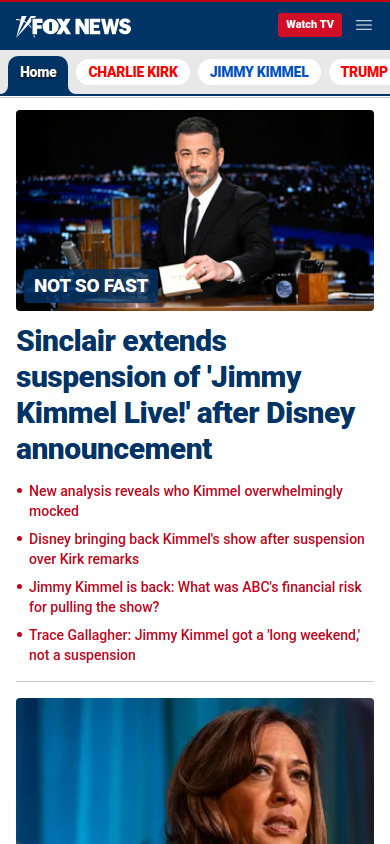 FOX NEWS
Watch TV
Home
CHARLIE KIRK
JIMMY KIMMEL
TRUMP
NOT SO FAST
Sinclair extends
suspension of 'Jimmy
Kimmel Live!' after Disney
announcement
New analysis reveals who Kimmel overwhelmingly
mocked
Disney bringing back Kimmel's show after suspension
over Kirk remarks
Jimmy Kimmel is back: What was ABC's financial risk
for pulling the show?
Trace Gallagher: Jimmy Kimmel got a 'long weekend,'
not a suspension